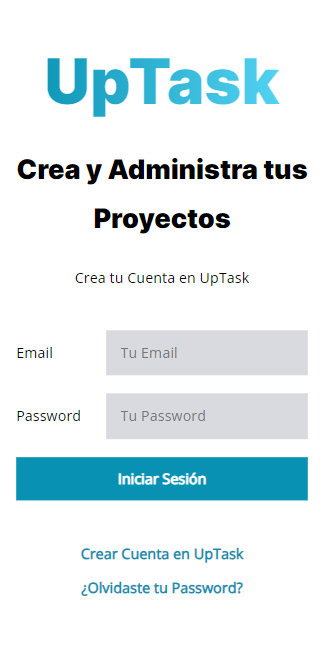 UpTask
Crea y Administra tus
Proyectos
Crea tu Cuenta en UpTask
Email
Tu Email
Password
Tu Password
Iniciar Sesión
Crear Cuenta en UpTask
¿Olvidaste tu Password?